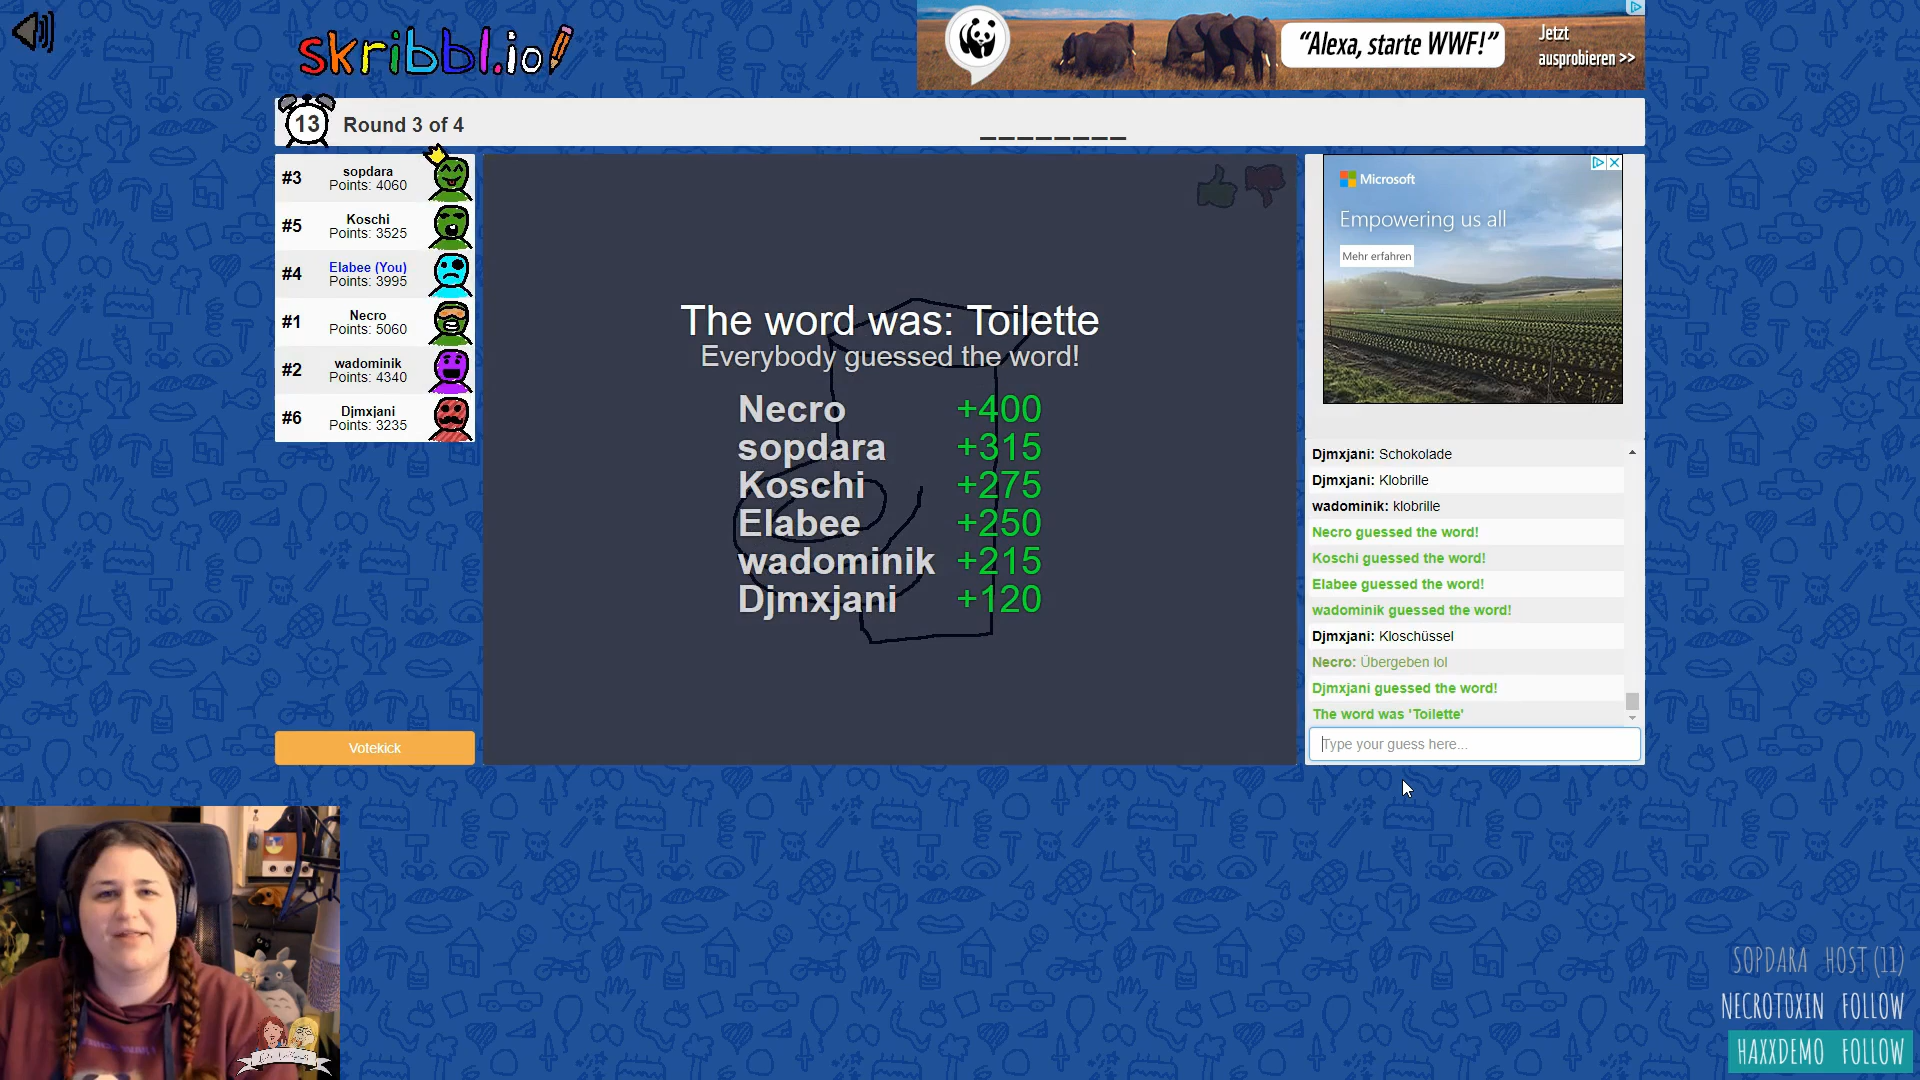 skribbl.io
"Alexa, starte WWF!"
Jetzt
ausprobieren >>
13
Round 3 of 4
________
#3
sopdara
Points: 4060
#5
Koschi
Points: 3525
#4
Elabee (You)
Points: 3995
#1
Necro
Points: 5060
#2
wadominik
Points: 4340
#6
Djmxjani
Points: 3235
Votekick
The word was: Toilette
Everybody guessed the word!
Necro +400
sopdara +315
Koschi +275
Elabee +250
wadominik +215
Djmxjani +120
Microsoft
Empowering us all
Mehr erfahren
Djmxjani: Schokolade
Djmxjani: Klobrille
wadominik: klobrille
Necro guessed the word!
Koschi guessed the word!
Elabee guessed the word!
wadominik guessed the word!
Djmxjani: Kloschüssel
Necro: Übergeben lol
Djmxjani guessed the word!
The word was 'Toilette'
Type your guess here...
SOPDARA HOST (11)
NECROTOXIN FOLLOW
HAXXDEMO FOLLOW